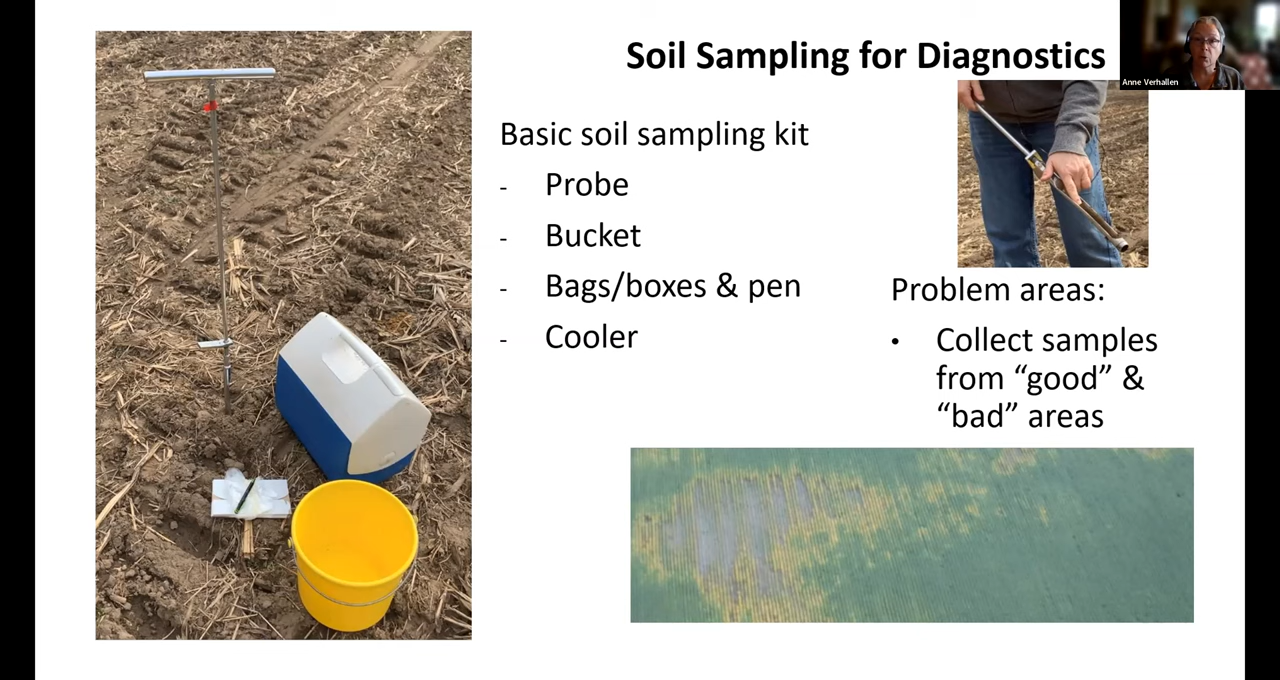 Soil Sampling for Diagnostics
Anne Verhallen
Basic soil sampling kit
- Probe
- Bucket
- Bags/boxes & pen
- Cooler
Problem areas:
• Collect samples
from “good” &
“bad” areas